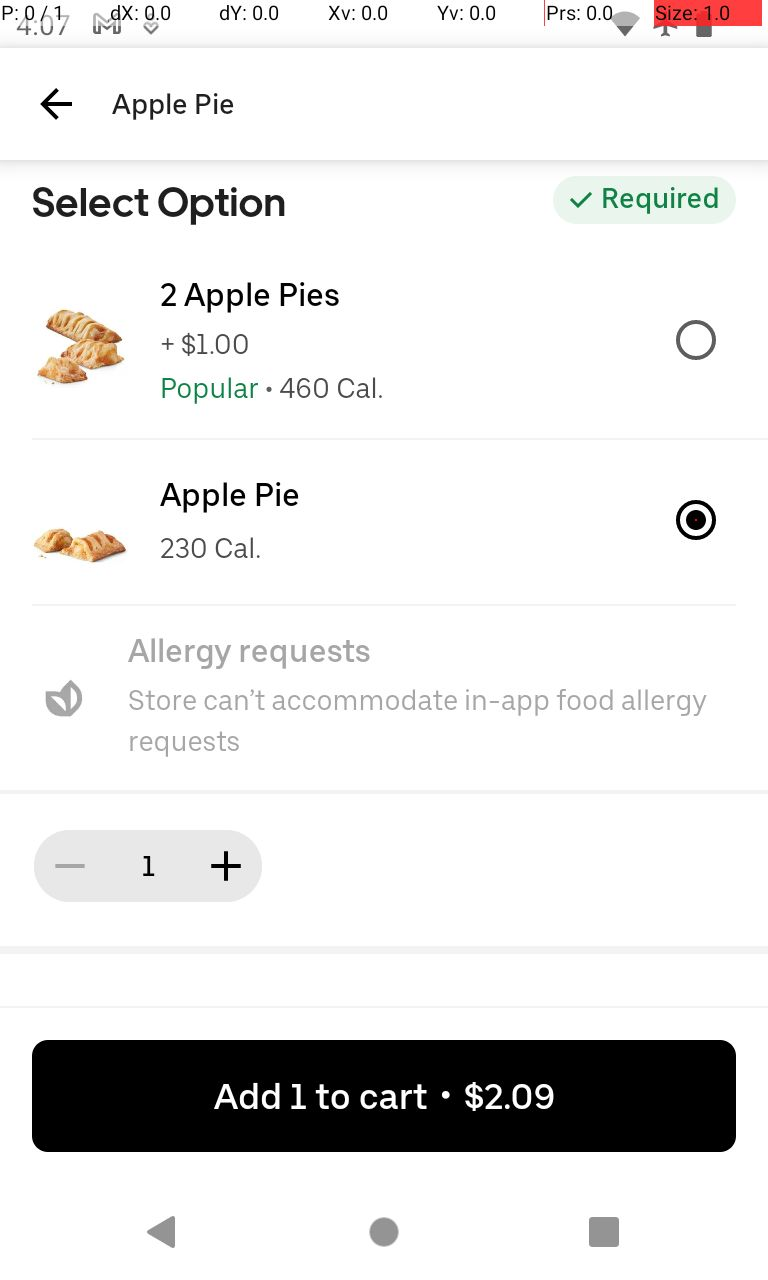 P: 0 / 1 dX: 0.0 dY: 0.0 Xv: 0.0 Yv: 0.0 Prs: 0.0 Size: 1.0
4:07
Apple Pie
Select Option
Required
2 Apple Pies
+ $1.00
Popular • 460 Cal.
Apple Pie
230 Cal.
Allergy requests
Store can't accommodate in-app food allergy
requests
1
Add 1 to cart • $2.09